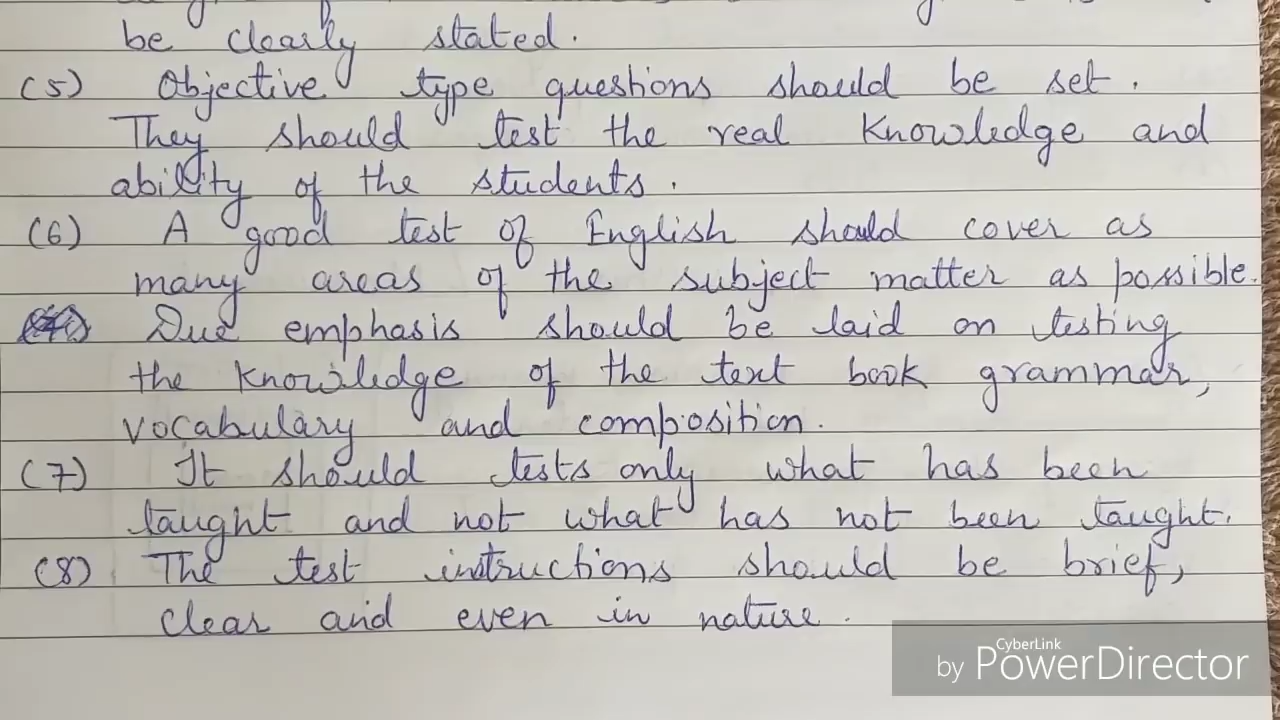 be clearly stated.
(5) Objective type questions should be set.
They should test the real knowledge and
ability of the students.
(6) A good test of English should cover as
many areas of the subject matter as possible.
Due emphasis should be laid on testing
the knowledge of the text book grammar,
vocabulary and composition.
(7) It should tests only what has been
taught and not what has not been taught.
(8) The test instructions should be brief,
clear and even in nature.
CyberLink
by PowerDirector